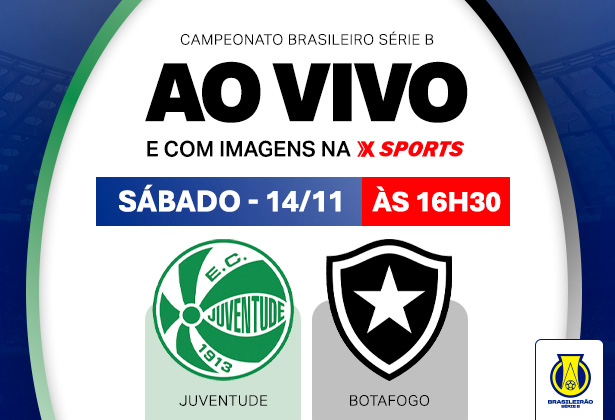 CAMPEONATO BRASILEIRO SÉRIE B
AO VIVO
E COM IMAGENS NA X SPORTS
SÁBADO - 14/11 ÀS 16H30
E.C.
JUVENTUDE
1913
JUVENTUDE BOTAFOGO
BRASILEIRÃO
SÉRIE B